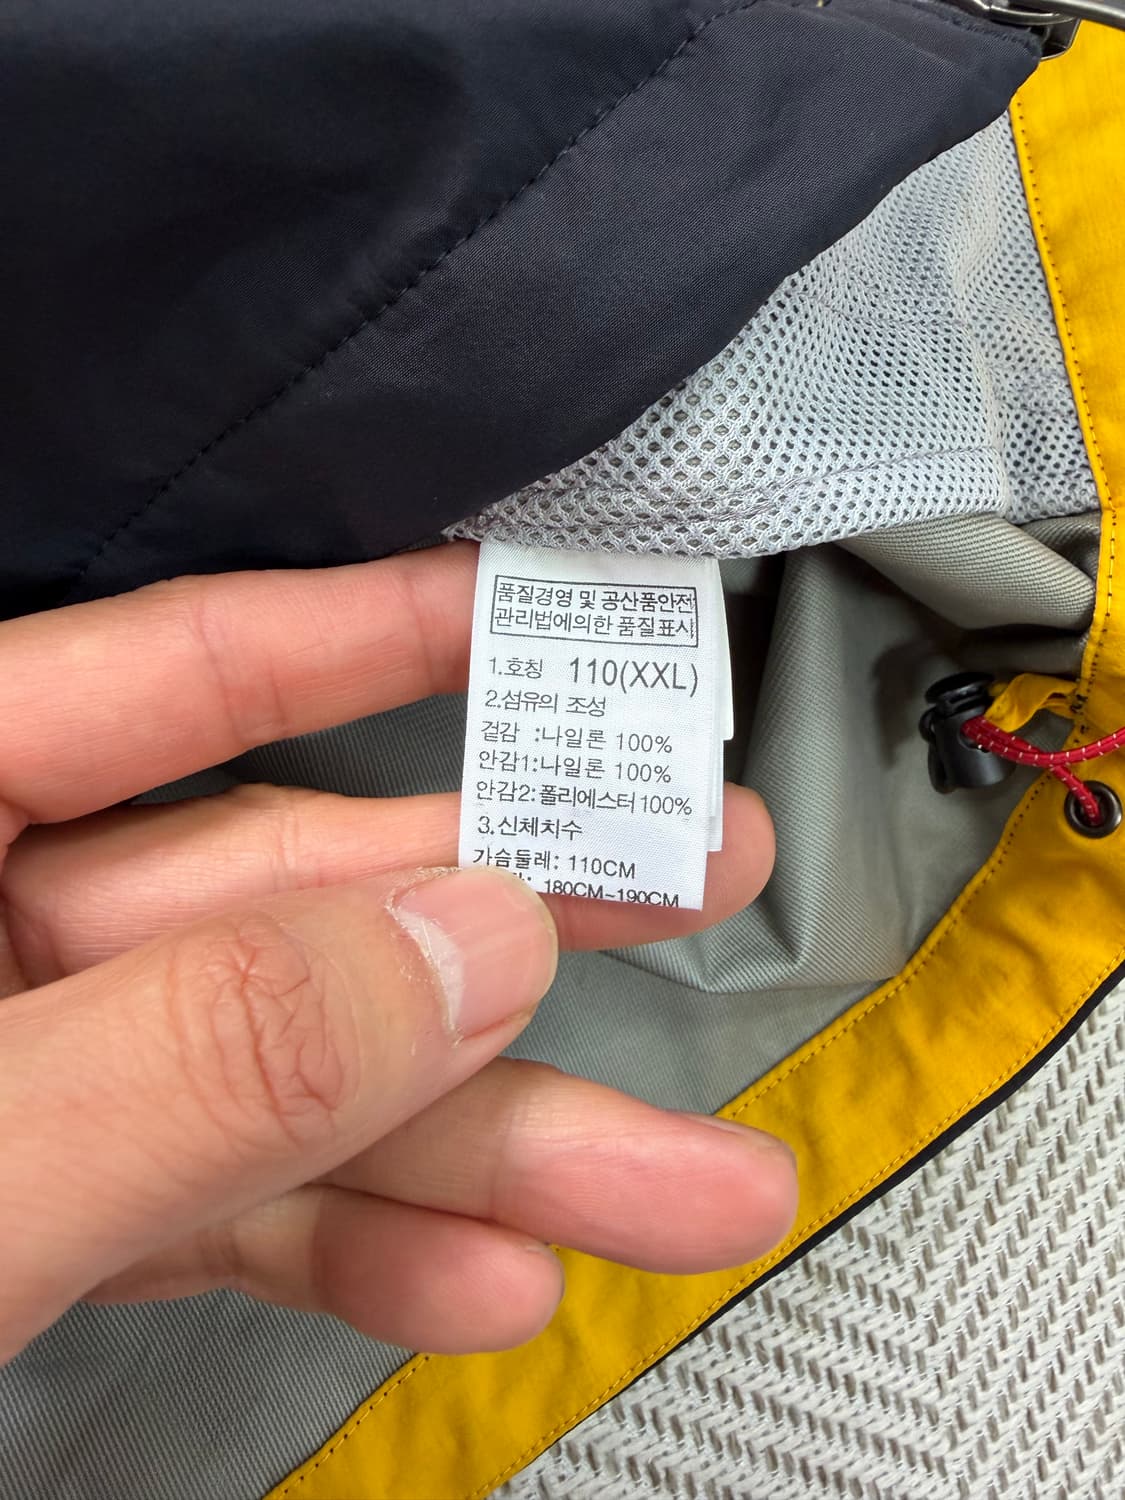 품질경영 및 공산품안전
관리법에의한 품질표시
1.호칭 110(XXL)
2.섬유의 조성
겉감 :나일론 100%
안감1:나일론 100%
안감2:폴리에스터100%
3.신체치수
가슴둘레: 110CM
180CM~190CM